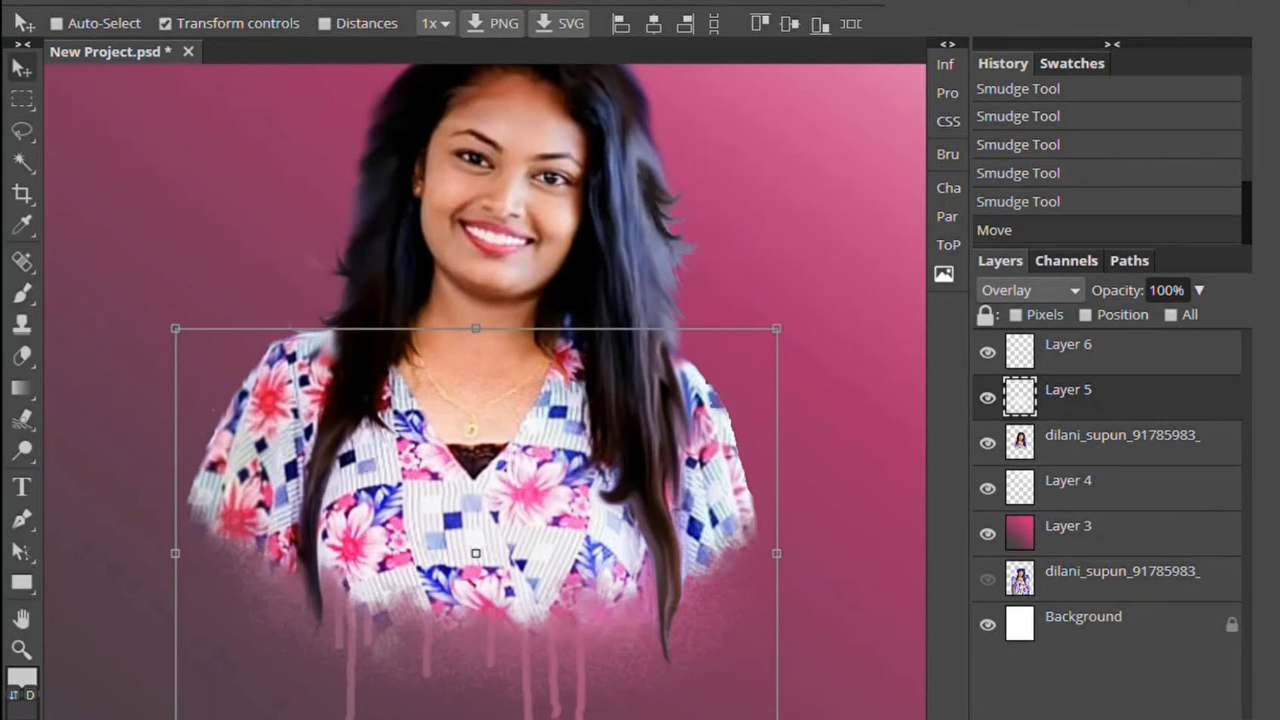 Auto-Select Transform controls Distances 1x PNG SVG
New Project.psd *
Inf
Pro
CSS
Bru
Cha
Par
ToP
History Swatches
Smudge Tool
Smudge Tool
Smudge Tool
Smudge Tool
Smudge Tool
Move
Layers Channels Paths
Overlay Opacity: 100%
Pixels Position All
Layer 6
Layer 5
dilani_supun_91785983_
Layer 4
Layer 3
dilani_supun_91785983_
Background
T
D